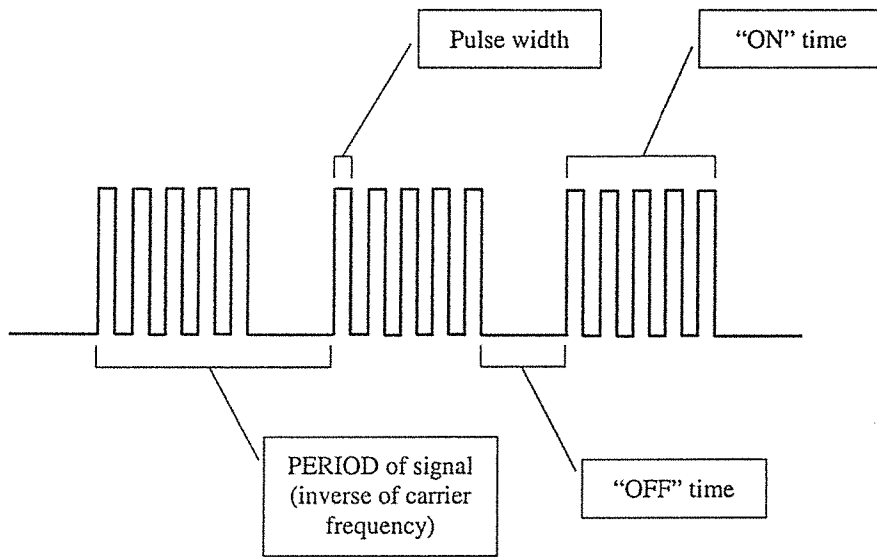 Pulse width
“ON” time
PERIOD of signal
(inverse of carrier
frequency)
“OFF” time